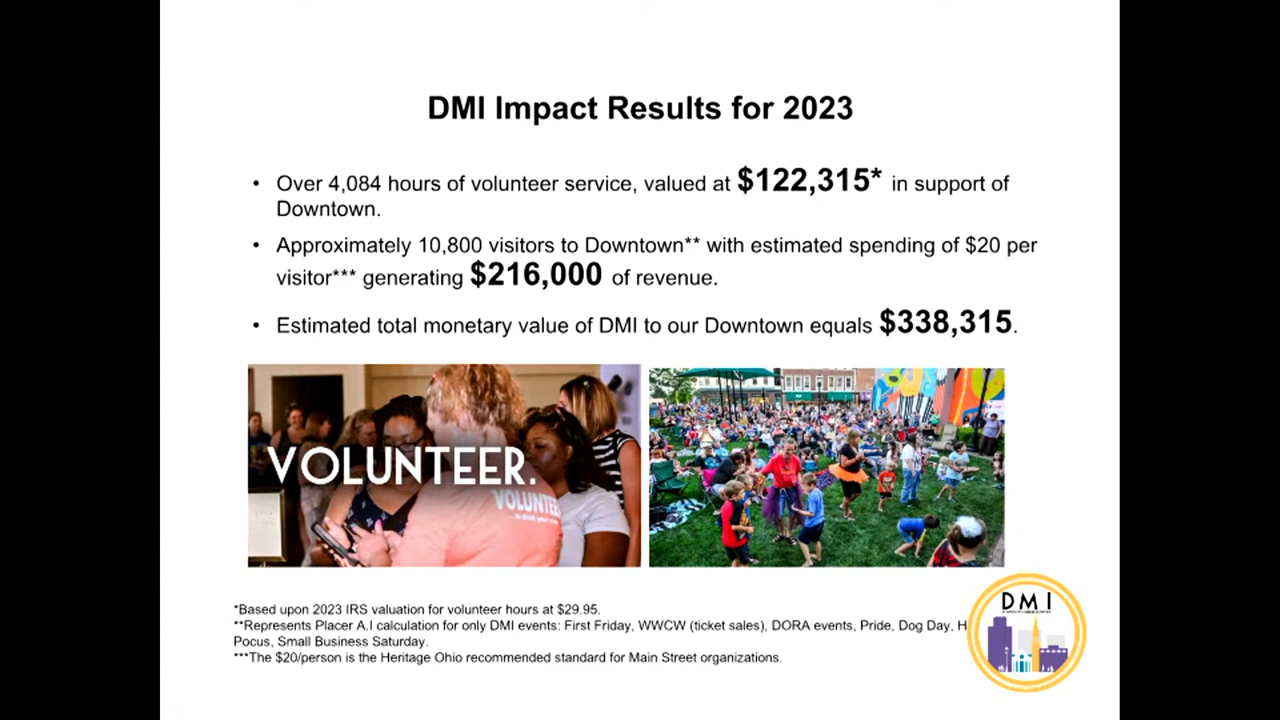 DMI Impact Results for 2023
• Over 4,084 hours of volunteer service, valued at $122,315* in support of
Downtown.
• Approximately 10,800 visitors to Downtown** with estimated spending of $20 per
visitor*** generating $216,000 of revenue.
• Estimated total monetary value of DMI to our Downtown equals $338,315.
VOLUNTEER.
VOLUNTEE
*Based upon 2023 IRS valuation for volunteer hours at $29.95.
**Represents Placer A.I calculation for only DMI events: First Friday, WWCW (ticket sales), DORA events, Pride, Dog Day, H
Pocus, Small Business Saturday.
***The $20/person is the Heritage Ohio recommended standard for Main Street organizations.
DMI